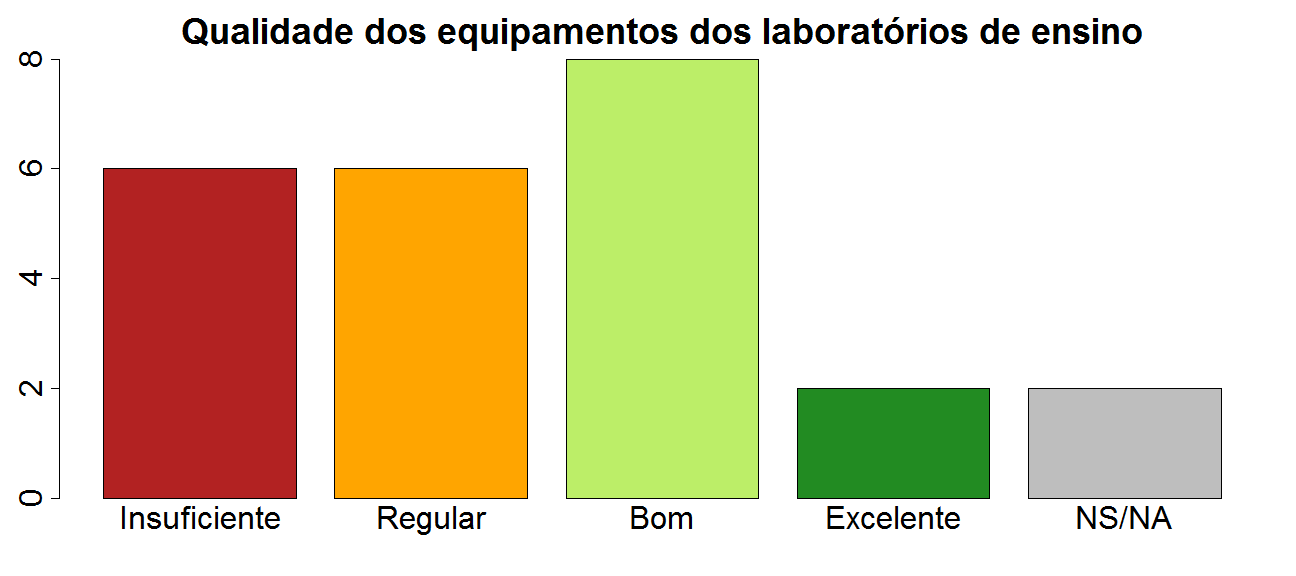 Qualidade dos equipamentos dos laboratórios de ensino
8
6
4
2
0
Insuficiente Regular Bom Excelente NS/NA